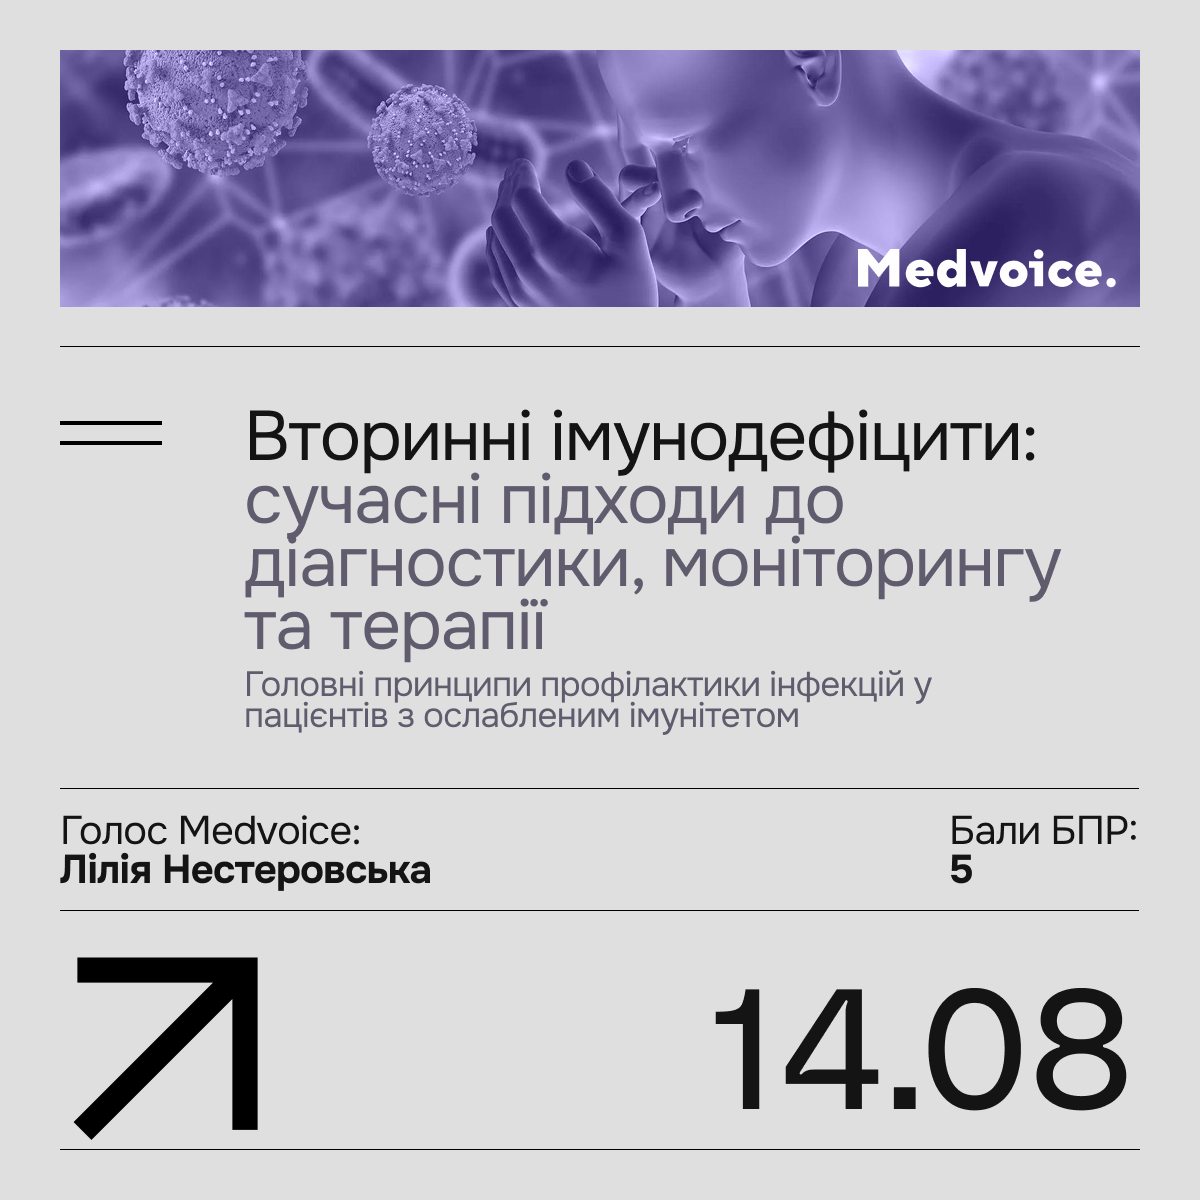 Medvoice.
Вторинні імунодефіцити:
сучасні підходи до
діагностики, моніторингу
та терапії
Головні принципи профілактики інфекцій у
пацієнтів з ослабленим імунітетом
Голос Medvoice:
Лілія Нестеровська
Бали БПР:
5
14.08